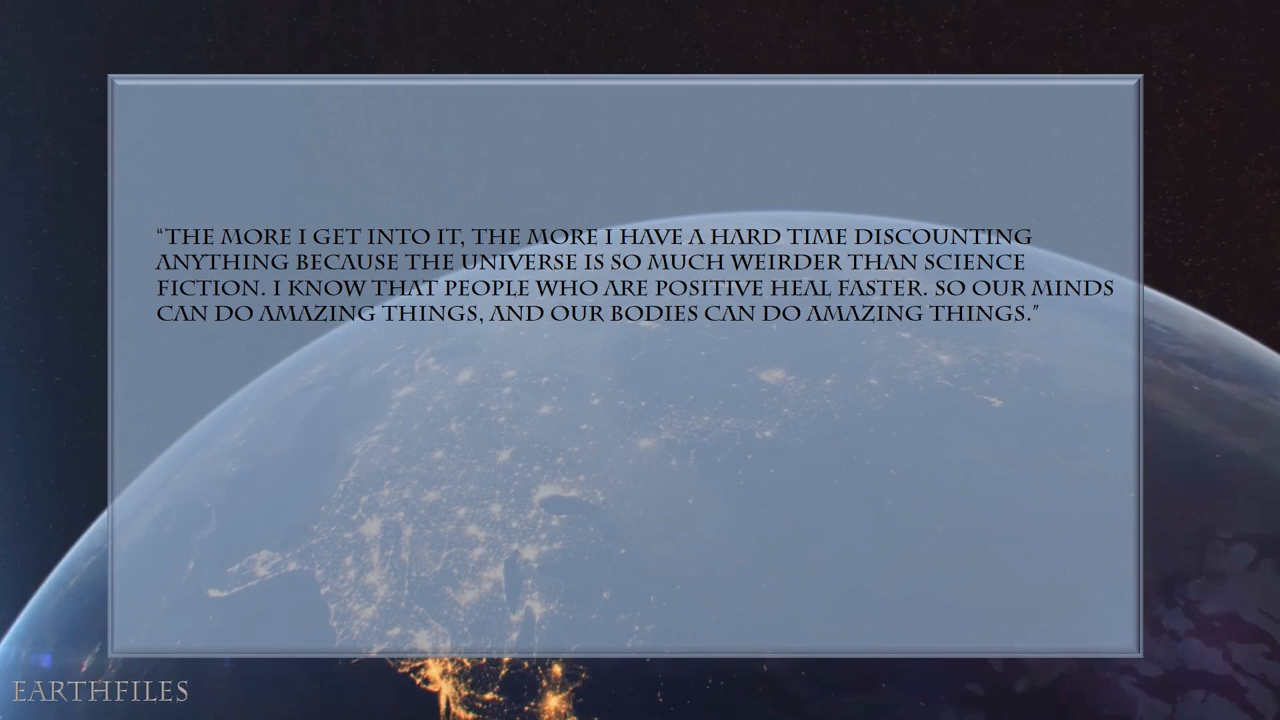 “THE MORE I GET INTO IT, THE MORE I HAVE A HARD TIME DISCOUNTING
ANYTHING BECAUSE THE UNIVERSE IS SO MUCH WEIRDER THAN SCIENCE
FICTION. I KNOW THAT PEOPLE WHO ARE POSITIVE HEAL FASTER. SO OUR MINDS
CAN DO AMAZING THINGS, AND OUR BODIES CAN DO AMAZING THINGS.”
EARTHFILES